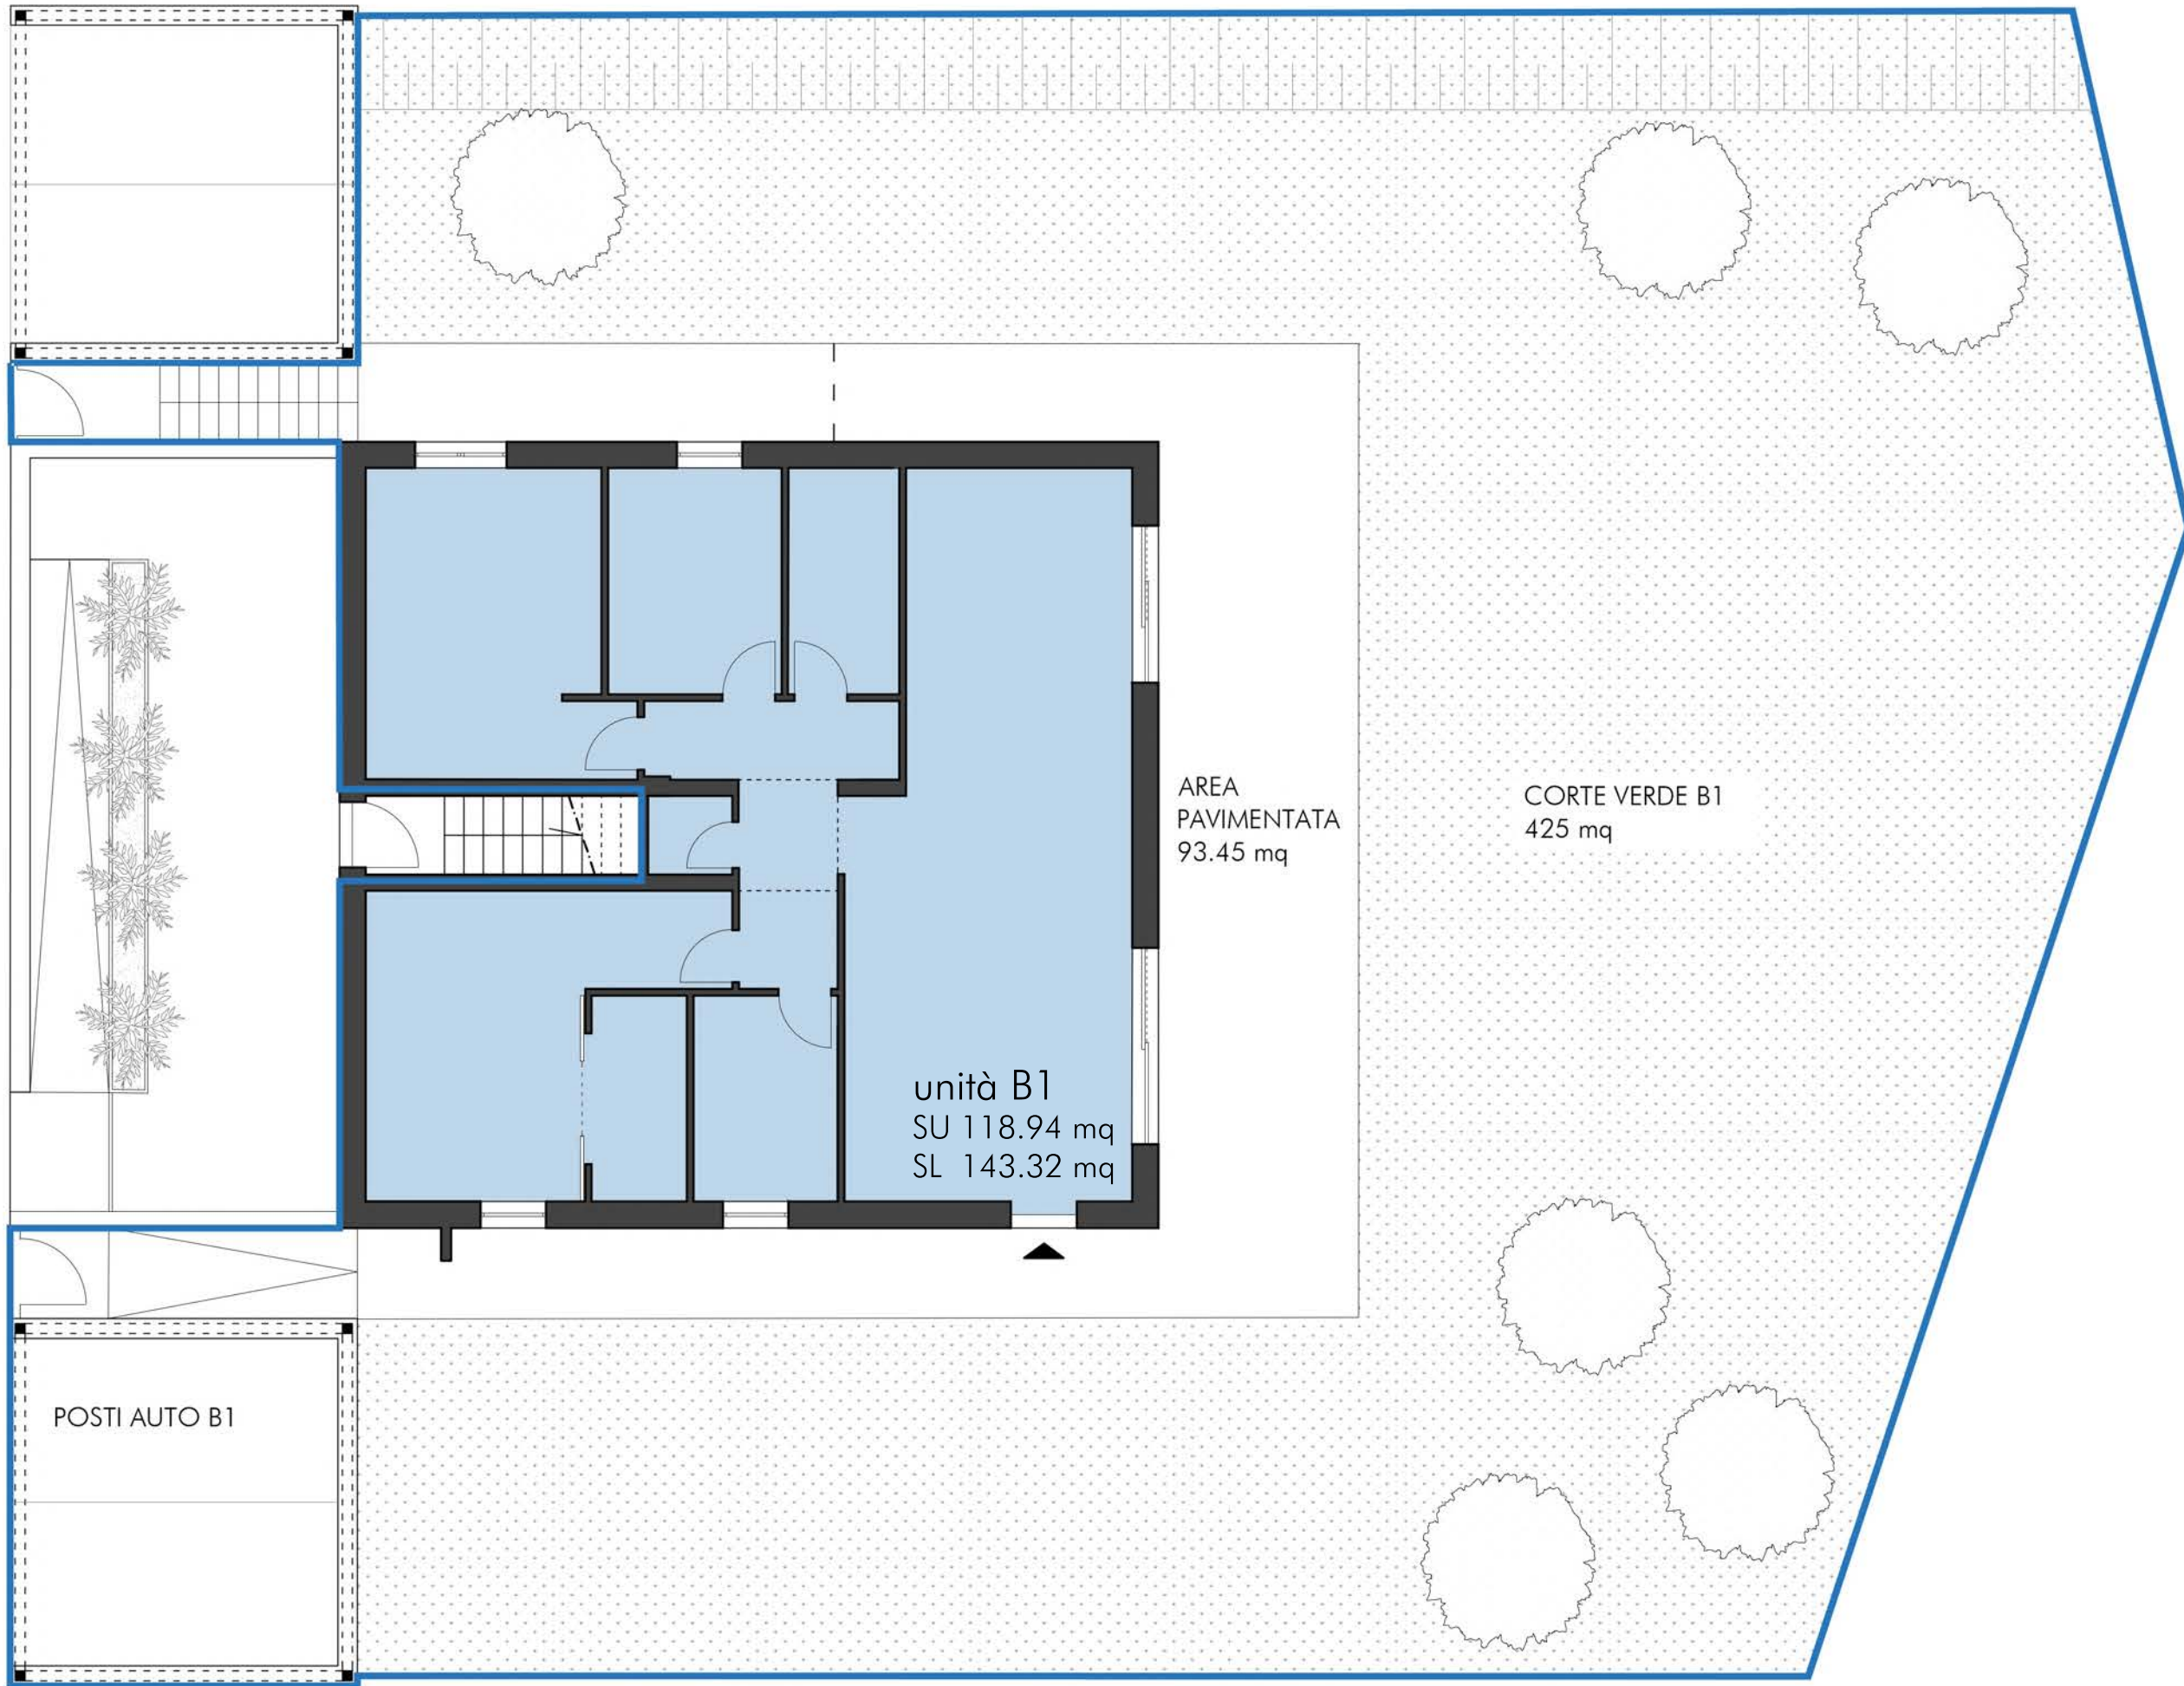 AREA
PAVIMENTATA
93.45 mq
CORTE VERDE B1
425 mq
unità B1
SU 118.94 mq
SL 143.32 mq
POSTI AUTO B1